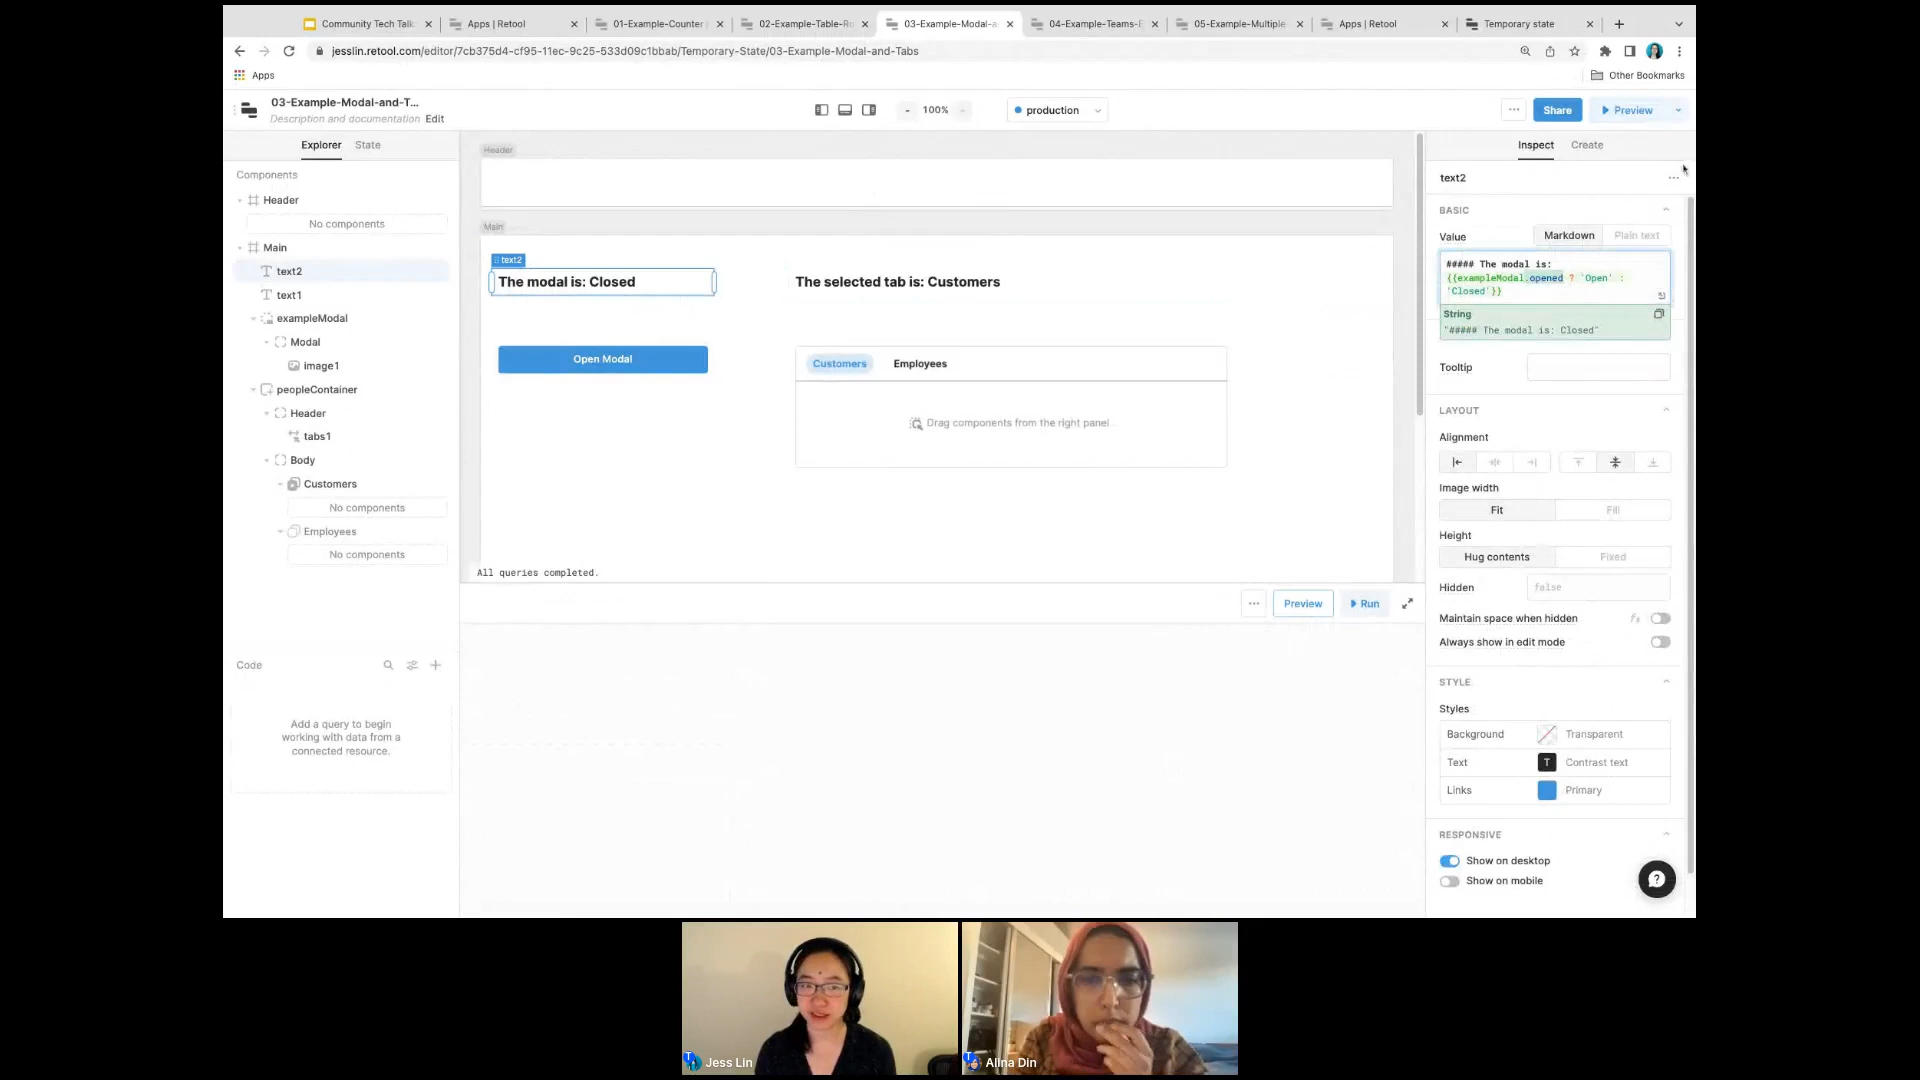 Community Tech Talk
Apps | Retool
01-Example-Counter
02-Example-Table-Ro
03-Example-Modal-a
04-Example-Teams-E
05-Example-Multiple
Apps | Retool
Temporary state
jesslin.retool.com/editor/7cb375d4-cf95-11ec-9c25-533d09c1bbab/Temporary-State/03-Example-Modal-and-Tabs
Apps
Other Bookmarks
03-Example-Modal-and-T...
Description and documentation Edit
- 100%
production
...
Share
Preview
Explorer
State
Components
Header
No components
Main
text2
text1
exampleModal
Modal
image1
peopleContainer
Header
tabs1
Body
Customers
No components
Employees
No components
Code
Add a query to begin
working with data from a
connected resource.
Header
Main
text2
The modal is: Closed
The selected tab is: Customers
Open Modal
Customers
Employees
Drag components from the right panel
All queries completed.
...
Preview
Run
Inspect
Create
text2
...
BASIC
Value
Markdown
Plain text
##### The modal is:
{{exampleModal.opened ? `Open` :
'Closed'}}
String
"##### The modal is: Closed"
Tooltip
LAYOUT
Alignment
Image width
Fit
Fill
Height
Hug contents
Fixed
Hidden
false
Maintain space when hidden
Always show in edit mode
STYLE
Styles
Background
Transparent
Text
T
Contrast text
Links
Primary
RESPONSIVE
Show on desktop
Show on mobile
?
Jess Lin
Alina Din